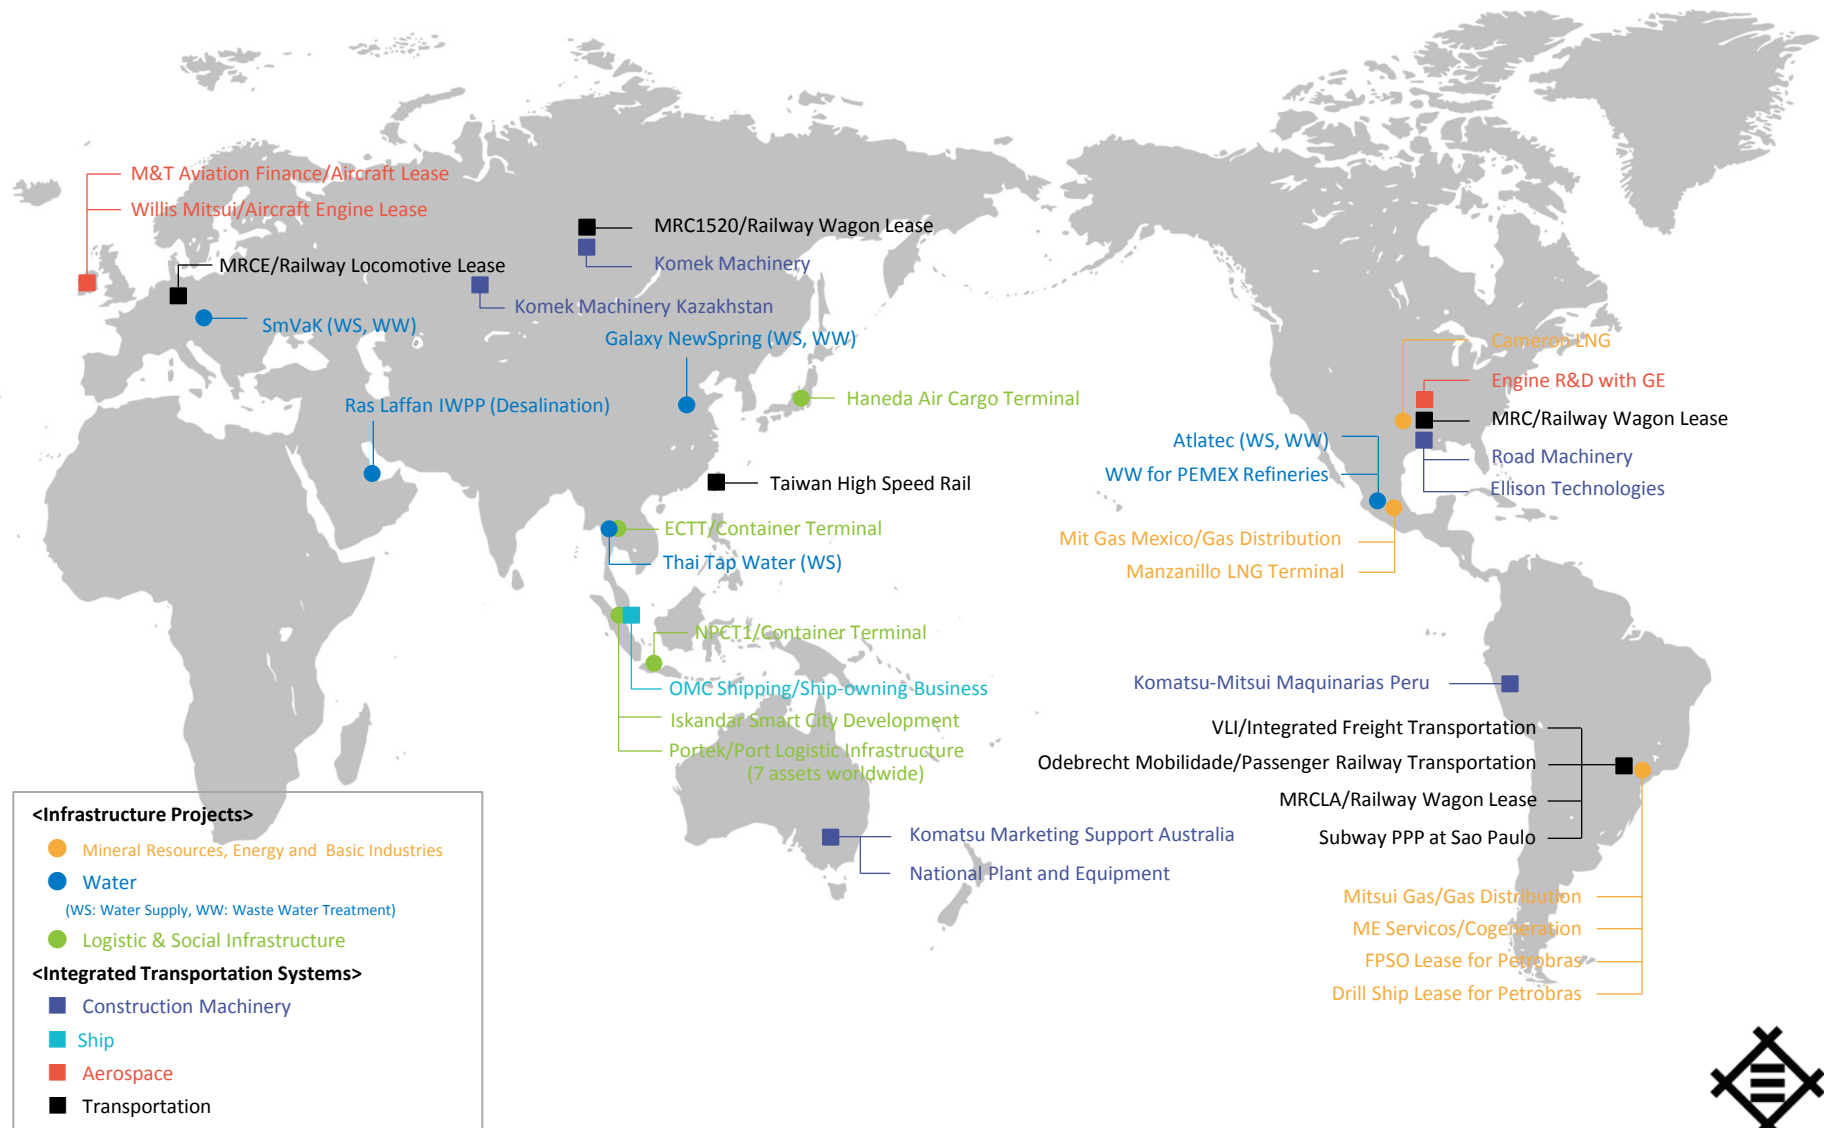 M&T Aviation Finance/Aircraft Lease
Willis Mitsui/Aircraft Engine Lease
MRCE/Railway Locomotive Lease
SmVaK (WS, WW)
MRC1520/Railway Wagon Lease
Komek Machinery
Komek Machinery Kazakhstan
Galaxy NewSpring (WS, WW)
Ras Laffan IWPP (Desalination)
Haneda Air Cargo Terminal
Taiwan High Speed Rail
ECTT/Container Terminal
Thai Tap Water (WS)
NPCT1/Container Terminal
OMC Shipping/Ship-owning Business
Iskandar Smart City Development
Portek/Port Logistic Infrastructure
(7 assets worldwide)
Komatsu Marketing Support Australia
National Plant and Equipment
Cameron LNG
Engine R&D with GE
MRC/Railway Wagon Lease
Road Machinery
Ellison Technologies
Atlatec (WS, WW)
WW for PEMEX Refineries
Mit Gas Mexico/Gas Distribution
Manzanillo LNG Terminal
Komatsu-Mitsui Maquinarias Peru
VLI/Integrated Freight Transportation
Odebrecht Mobilidade/Passenger Railway Transportation
MRCLA/Railway Wagon Lease
Subway PPP at Sao Paulo
Mitsui Gas/Gas Distribution
ME Servicos/Cogeneration
FPSO Lease for Petrobras
Drill Ship Lease for Petrobras
<Infrastructure Projects>
Mineral Resources, Energy and Basic Industries
Water
(WS: Water Supply, WW: Waste Water Treatment)
Logistic & Social Infrastructure
<Integrated Transportation Systems>
Construction Machinery
Ship
Aerospace
Transportation